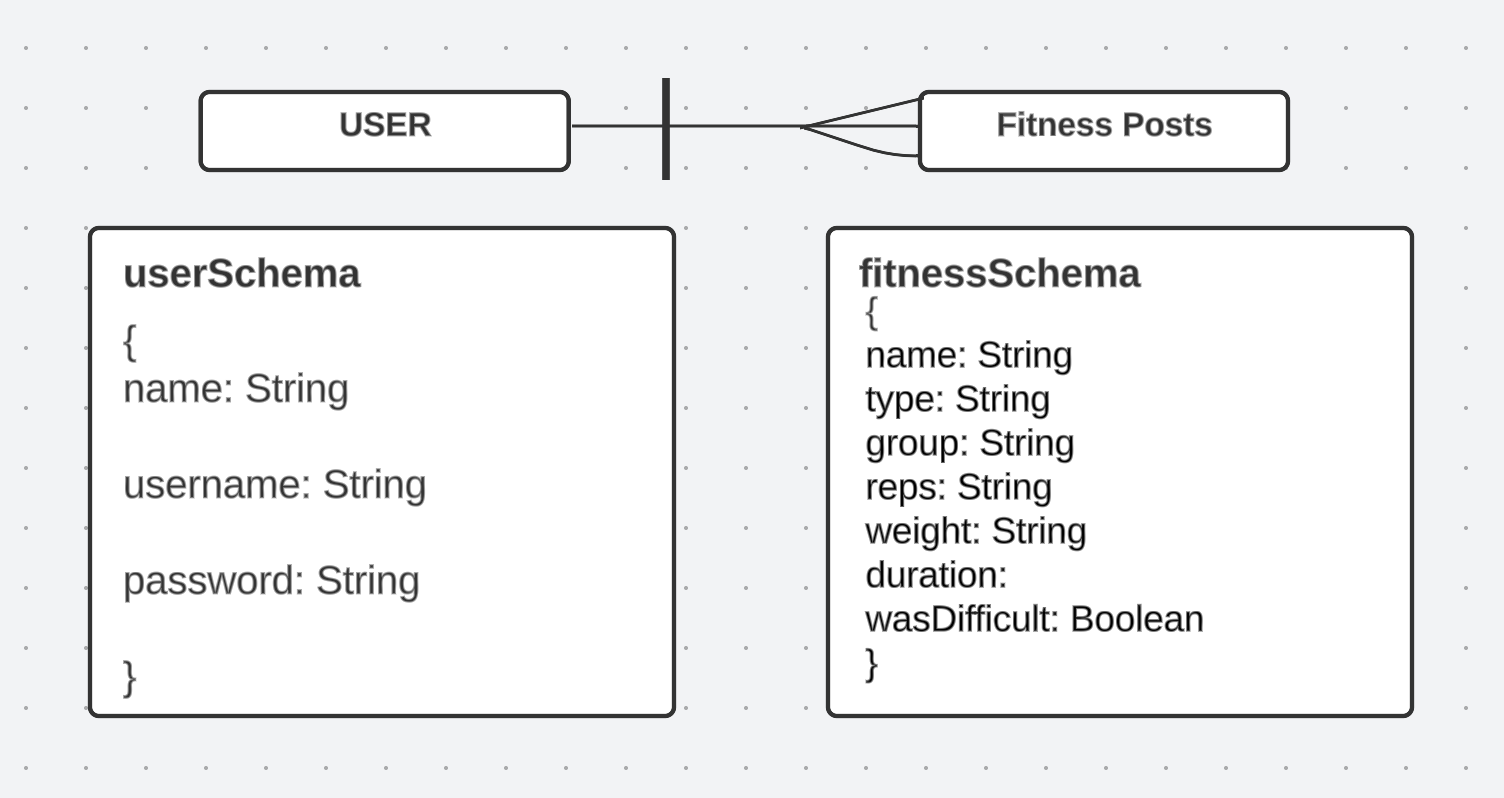 USER
Fitness Posts
userSchema
{
name: String
username: String
password: String
}
fitnessSchema
{
name: String
type: String
group: String
reps: String
weight: String
duration:
wasDifficult: Boolean
}